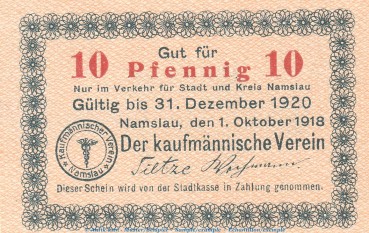 Gut für
10 Pfennig 10
Nur im Verkehr für Stadt und Kreis Namslau
Gültig bis 31. Dezember 1920
Namslau, den 1. Oktober 1918
Der kaufmännische Verein
Kaufmännischer Verein
Namslau
Dieser Schein wird von der Stadtkasse in Zahlung genommen.